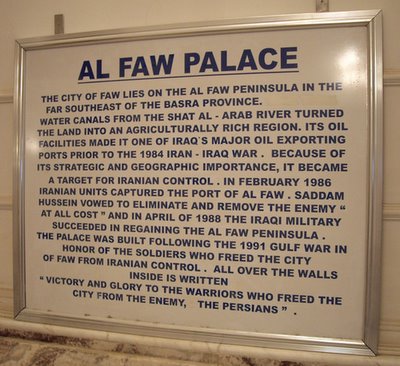 AL FAW PALACE
THE CITY OF FAW LIES ON THE AL FAW PENINSULA IN THE
FAR SOUTHEAST OF THE BASRA PROVINCE.
WATER CANALS FROM THE SHAT AL - ARAB RIVER TURNED
THE LAND INTO AN AGRICULTURALLY RICH REGION. ITS OIL
FACILITIES MADE IT ONE OF IRAQ`S MAJOR OIL EXPORTING
PORTS PRIOR TO THE 1984 IRAN - IRAQ WAR . BECAUSE OF
ITS STRATEGIC AND GEOGRAPHIC IMPORTANCE, IT BECAME
A TARGET FOR IRANIAN CONTROL . IN FEBRUARY 1986
IRANIAN UNITS CAPTURED THE PORT OF AL FAW . SADDAM
HUSSEIN VOWED TO ELIMINATE AND REMOVE THE ENEMY “
AT ALL COST ” AND IN APRIL OF 1988 THE IRAQI MILITARY
SUCCEEDED IN REGAINING THE AL FAW PENINSULA .
THE PALACE WAS BUILT FOLLOWING THE 1991 GULF WAR IN
HONOR OF THE SOLDIERS WHO FREED THE CITY
OF FAW FROM IRANIAN CONTROL . ALL OVER THE WALLS
INSIDE IS WRITTEN
“ VICTORY AND GLORY TO THE WARRIORS WHO FREED THE
CITY FROM THE ENEMY, THE PERSIANS ” .